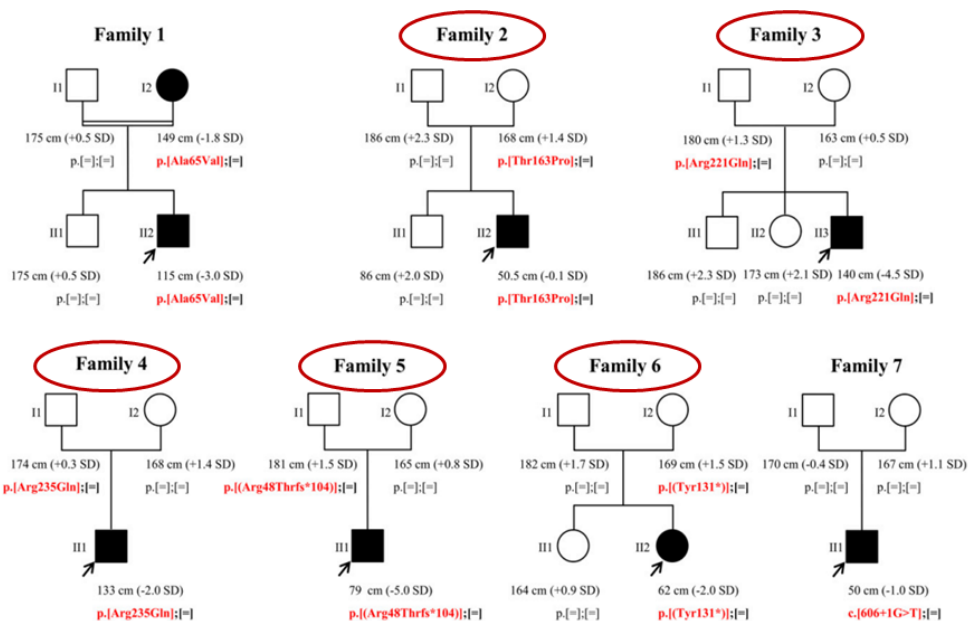 Family 1 Family 2 Family 3
I1 I2 I1 I2 I1 I2
175 cm (+0.5 SD) 149 cm (-1.8 SD) 186 cm (+2.3 SD) 168 cm (+1.4 SD) 180 cm (+1.3 SD) 163 cm (+0.5 SD)
p.[=];[=] p.[Ala65Val];[=] p.[=];[=] p.[Thr163Pro];[=] p.[Arg221Gln];[=] p.[=];[=]
II1 II2 II1 II2 II1 II2 II3
175 cm (+0.5 SD) 115 cm (-3.0 SD) 86 cm (+2.0 SD) 50.5 cm (-0.1 SD) 186 cm (+2.3 SD) 173 cm (+2.1 SD) 140 cm (-4.5 SD)
p.[=];[=] p.[Ala65Val];[=] p.[=];[=] p.[Thr163Pro];[=] p.[=];[=] p.[=];[=] p.[Arg221Gln];[=]
Family 4 Family 5 Family 6 Family 7
I1 I2 I1 I2 I1 I2 I1 I2
174 cm (+0.3 SD) 168 cm (+1.4 SD) 181 cm (+1.5 SD) 165 cm (+0.8 SD) 182 cm (+1.7 SD) 169 cm (+1.5 SD) 170 cm (-0.4 SD) 167 cm (+1.1 SD)
p.[Arg235Gln];[=] p.[=];[=] p.[(Arg48Thrfs*104)];[=] p.[=];[=] p.[=];[=] p.[(Tyr131*)];[=] p.[=];[=] p.[=];[=]
II1 II1 II1 II2 II1
133 cm (-2.0 SD) 79 cm (-5.0 SD) 164 cm (+0.9 SD) 62 cm (-2.0 SD) 50 cm (-1.0 SD)
p.[Arg235Gln];[=] p.[(Arg48Thrfs*104)];[=] p.[=];[=] p.[(Tyr131*)];[=] c.[606+1G>T];[=]